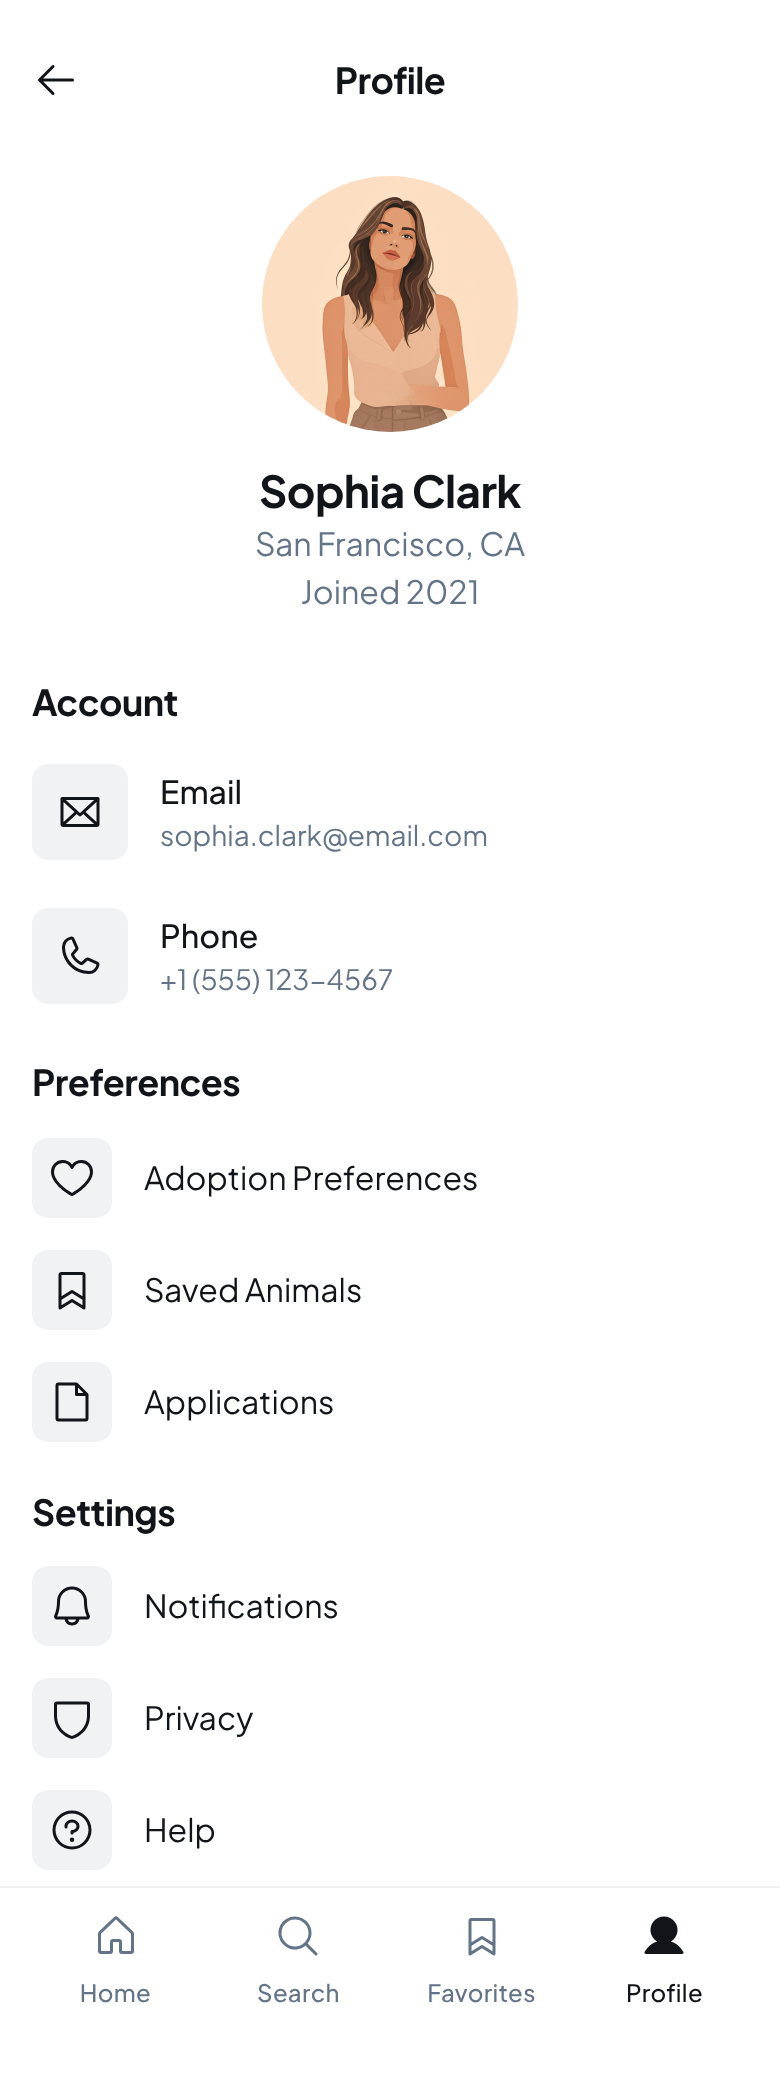 Profile
Sophia Clark
San Francisco, CA
Joined 2021
Account
Email
sophia.clark@email.com
Phone
+1 (555) 123-4567
Preferences
Adoption Preferences
Saved Animals
Applications
Settings
Notifications
Privacy
Help
Home Search Favorites Profile